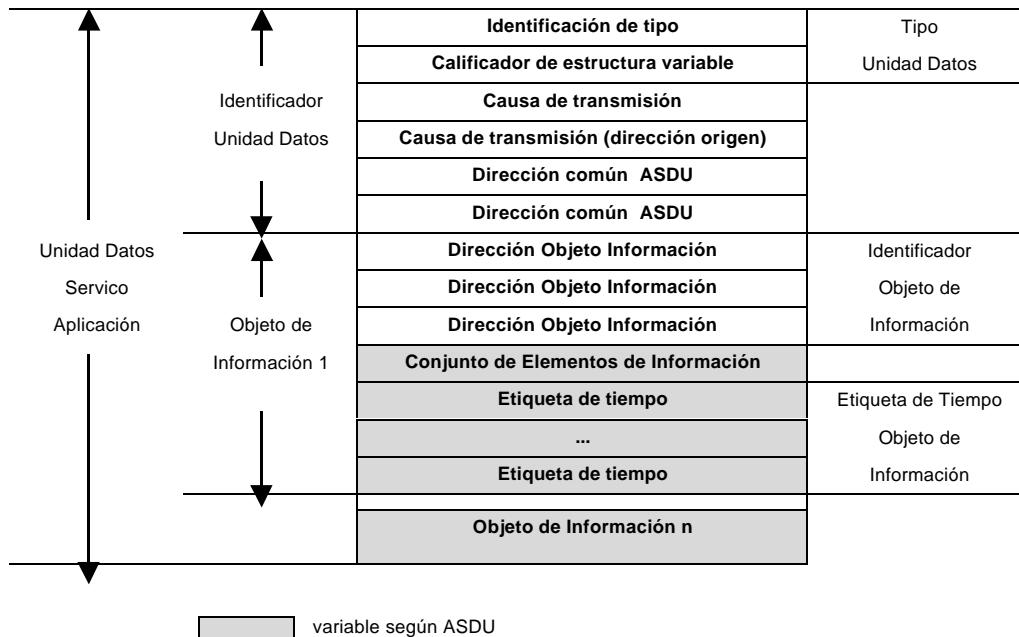 Identificación de tipo
Tipo
Calificador de estructura variable
Unidad Datos
Identificador
Causa de transmisión
Unidad Datos
Causa de transmisión (dirección origen)
Dirección común ASDU
Dirección común ASDU
Unidad Datos
Dirección Objeto Información
Identificador
Servico
Dirección Objeto Información
Objeto de
Aplicación
Objeto de
Dirección Objeto Información
Información
Información 1
Conjunto de Elementos de Información
Etiqueta de tiempo
Etiqueta de Tiempo
...
Objeto de
Etiqueta de tiempo
Información
Objeto de Información n
variable según ASDU